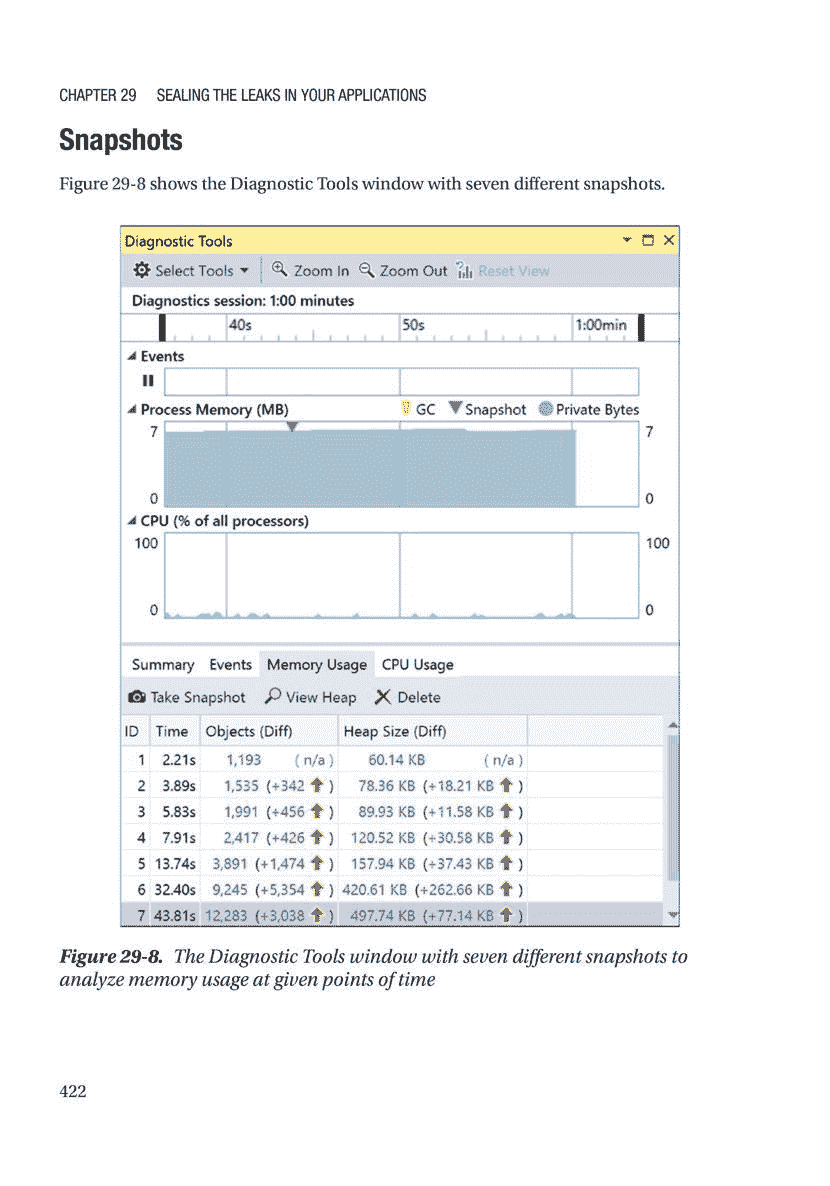 CHAPTER 29 SEALING THE LEAKS IN YOUR APPLICATIONS
Snapshots
Figure 29-8 shows the Diagnostic Tools window with seven different snapshots.
Diagnostic Tools
Select Tools Zoom In Zoom Out Reset View
Diagnostics session: 1:00 minutes
40s 50s 1:00min
Events
Process Memory (MB) GC Snapshot Private Bytes
7 7
0 0
CPU (% of all processors)
100 100
0 0
Summary Events Memory Usage CPU Usage
Take Snapshot View Heap Delete
ID Time Objects (Diff) Heap Size (Diff)
1 2.21s 1,193 (n/a) 60.14 KB (n/a)
2 3.89s 1,535 (+342 ) 78.36 KB (+18.21 KB )
3 5.83s 1,991 (+456 ) 89.93 KB (+11.58 KB )
4 7.91s 2,417 (+426 ) 120.52 KB (+30.58 KB )
5 13.74s 3,891 (+1,474 ) 157.94 KB (+37.43 KB )
6 32.40s 9,245 (+5,354 ) 420.61 KB (+262.66 KB )
7 43.81s 12,283 (+3,038 ) 497.74 KB (+77.14 KB )
Figure 29-8. The Diagnostic Tools window with seven different snapshots to
analyze memory usage at given points of time
422